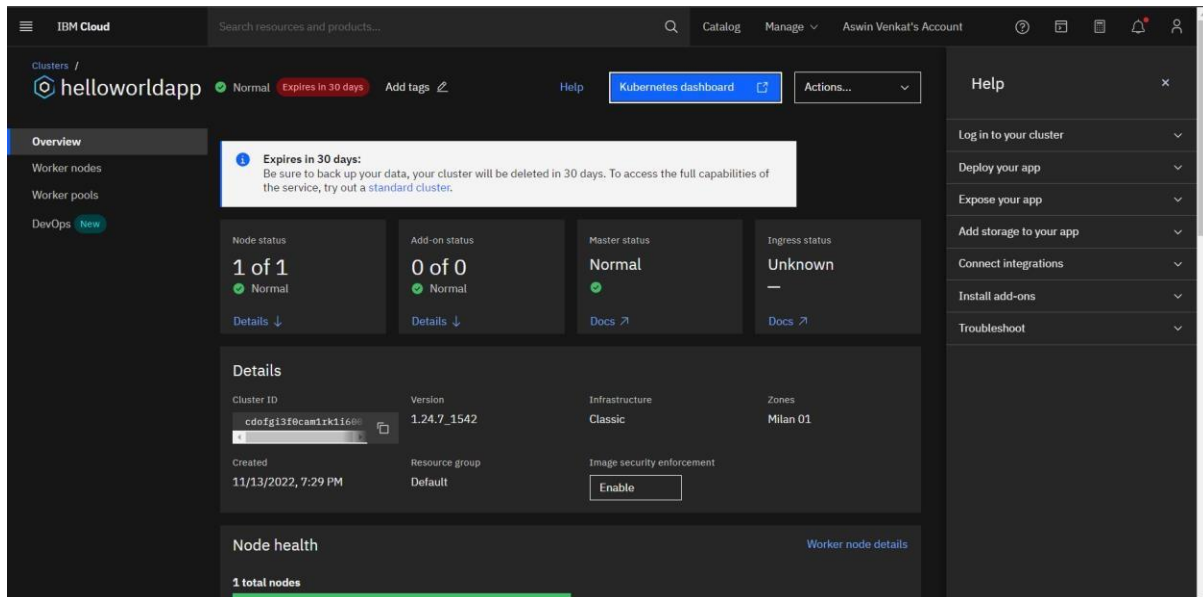 IBM Cloud
Search resources and products...
Catalog
Manage
Aswin Venkat's Account
Clusters /
helloworldapp
Normal
Expires in 30 days
Add tags
Help
Kubernetes dashboard
Actions...
Overview
Worker nodes
Worker pools
DevOps New
Expires in 30 days:
Be sure to back up your data, your cluster will be deleted in 30 days. To access the full capabilities of
the service, try out a standard cluster.
Node status
1 of 1
Normal
Details ↓
Add-on status
0 of 0
Normal
Details ↓
Master status
Normal
Docs ↗
Ingress status
Unknown
—
Docs ↗
Details
Cluster ID
Version
1.24.7_1542
Infrastructure
Classic
Zones
Milan 01
Created
11/13/2022, 7:29 PM
Resource group
Default
Image security enforcement
Enable
Node health
Worker node details
1 total nodes
Help
Log in to your cluster
Deploy your app
Expose your app
Add storage to your app
Connect integrations
Install add-ons
Troubleshoot